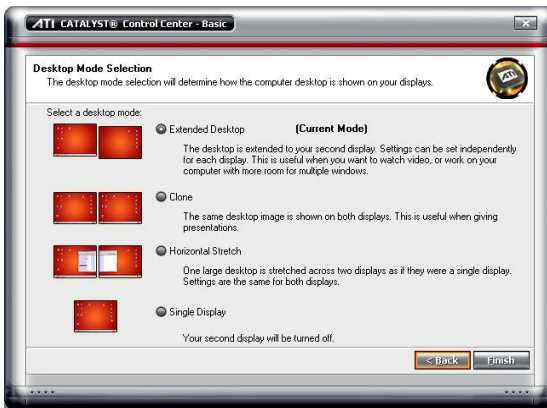 ATI CATALYST® Control Center - Basic
Desktop Mode Selection
The desktop mode selection will determine how the computer desktop is shown on your displays.
ATI
Select a desktop mode:
Extended Desktop (Current Mode)
The desktop is extended to your second display. Settings can be set independently
for each display. This is useful when you want to watch video, or work on your
computer with more room for multiple windows.
Clone
The same desktop image is shown on both displays. This is useful when giving
presentations.
Horizontal Stretch
One large desktop is stretched across two displays as if they were a single display.
Settings are the same for both displays.
Single Display
Your second display will be turned off.
< Back Finish